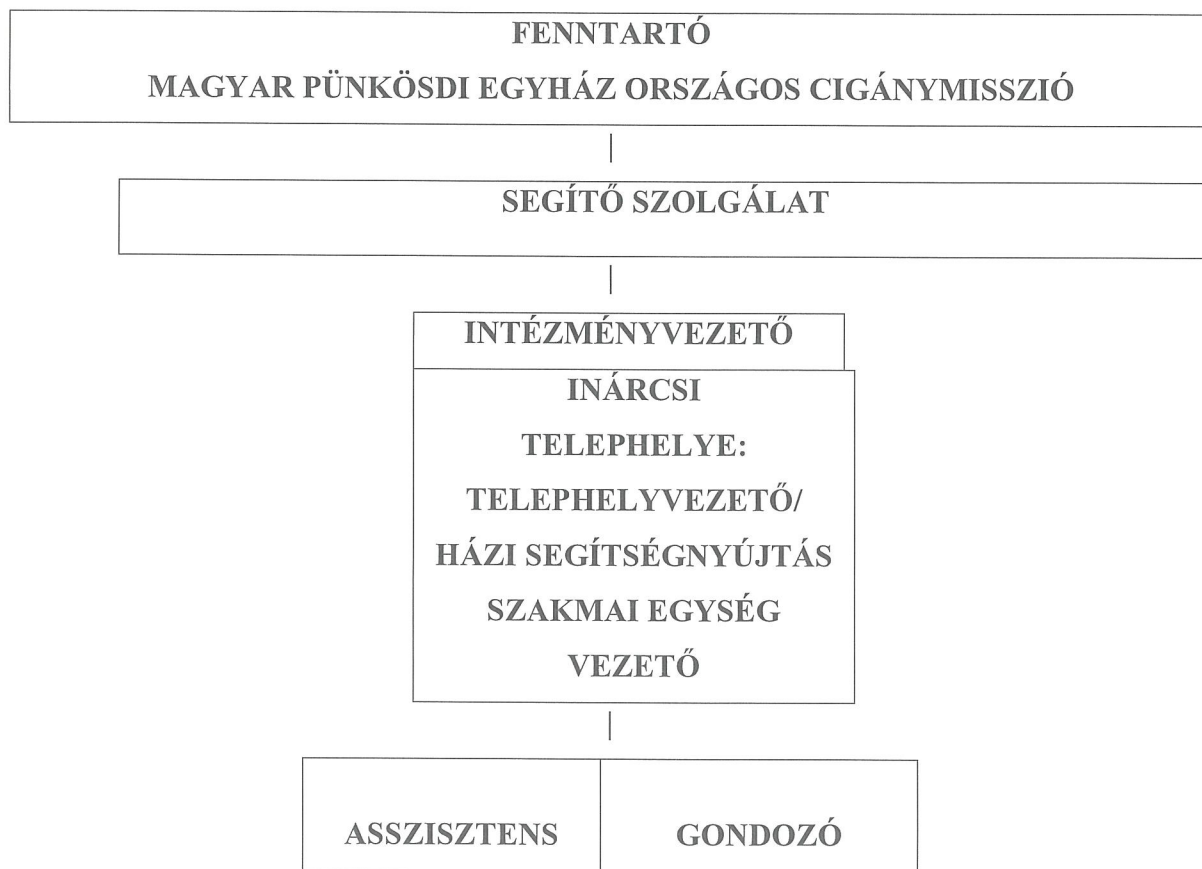 FENNTARTÓ
MAGYAR PÜNKÖSDI EGYHÁZ ORSZÁGOS CIGÁNYMISSZIÓ
SEGÍTŐ SZOLGÁLAT
INTÉZMÉNYVEZETŐ
INÁRCSI
TELEPHELYE:
TELEPHELYVEZETŐ/
HÁZI SEGÍTSÉGNYÚJTÁS
SZAKMAI EGYSÉG
VEZETŐ
ASSZISZTENS
GONDOZÓ